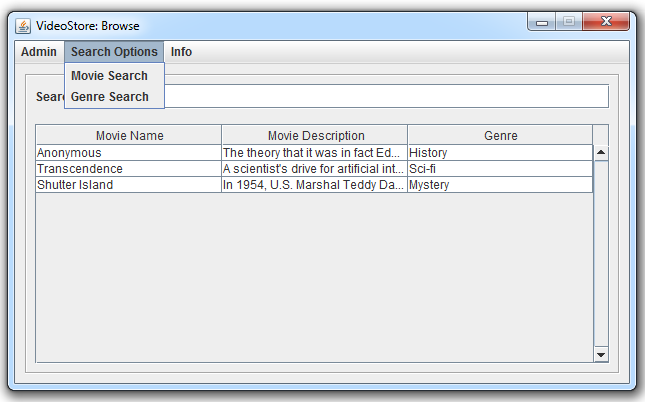 VideoStore: Browse
Admin Search Options Info
Movie Search
Genre Search
Movie Name Movie Description Genre
Anonymous The theory that it was in fact Ed... History
Transcendence A scientist's drive for artificial int... Sci-fi
Shutter Island In 1954, U.S. Marshal Teddy Da... Mystery